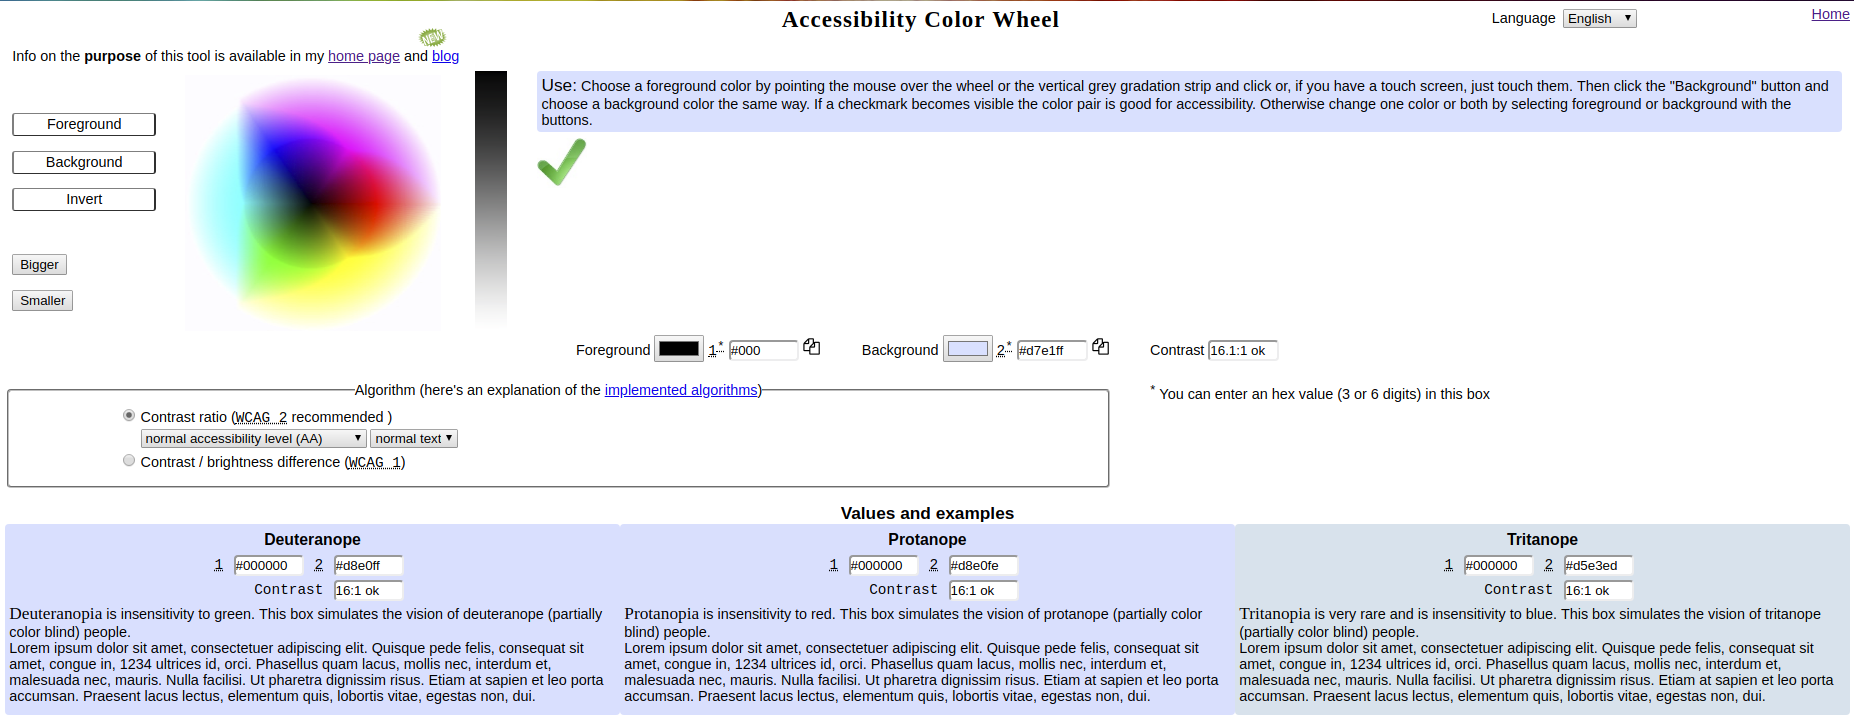 Accessibility Color Wheel
Language English
Home
NEW
Info on the purpose of this tool is available in my home page and blog
Foreground
Background
Invert
Bigger
Smaller
Use: Choose a foreground color by pointing the mouse over the wheel or the vertical grey gradation strip and click or, if you have a touch screen, just touch them. Then click the "Background" button and
choose a background color the same way. If a checkmark becomes visible the color pair is good for accessibility. Otherwise change one color or both by selecting foreground or background with the
buttons.
Foreground 1* #000 Background 2* #d7e1ff Contrast 16.1:1 ok
Algorithm (here's an explanation of the implemented algorithms)
* You can enter an hex value (3 or 6 digits) in this box
Contrast ratio (WCAG 2 recommended )
normal accessibility level (AA) normal text
Contrast / brightness difference (WCAG 1)
Values and examples
Deuteranope
1 #000000 2 #d8e0ff
Contrast 16:1 ok
Deuteranopia is insensitivity to green. This box simulates the vision of deuteranope (partially
color blind) people.
Lorem ipsum dolor sit amet, consectetuer adipiscing elit. Quisque pede felis, consequat sit
amet, congue in, 1234 ultrices id, orci. Phasellus quam lacus, mollis nec, interdum et,
malesuada nec, mauris. Nulla facilisi. Ut pharetra dignissim risus. Etiam at sapien et leo porta
accumsan. Praesent lacus lectus, elementum quis, lobortis vitae, egestas non, dui.
Protanope
1 #000000 2 #d8e0fe
Contrast 16:1 ok
Protanopia is insensitivity to red. This box simulates the vision of protanope (partially color
blind) people.
Lorem ipsum dolor sit amet, consectetuer adipiscing elit. Quisque pede felis, consequat sit
amet, congue in, 1234 ultrices id, orci. Phasellus quam lacus, mollis nec, interdum et,
malesuada nec, mauris. Nulla facilisi. Ut pharetra dignissim risus. Etiam at sapien et leo porta
accumsan. Praesent lacus lectus, elementum quis, lobortis vitae, egestas non, dui.
Tritanope
1 #000000 2 #d5e3ed
Contrast 16:1 ok
Tritanopia is very rare and is insensitivity to blue. This box simulates the vision of tritanope
(partially color blind) people.
Lorem ipsum dolor sit amet, consectetuer adipiscing elit. Quisque pede felis, consequat sit
amet, congue in, 1234 ultrices id, orci. Phasellus quam lacus, mollis nec, interdum et,
malesuada nec, mauris. Nulla facilisi. Ut pharetra dignissim risus. Etiam at sapien et leo porta
accumsan. Praesent lacus lectus, elementum quis, lobortis vitae, egestas non, dui.